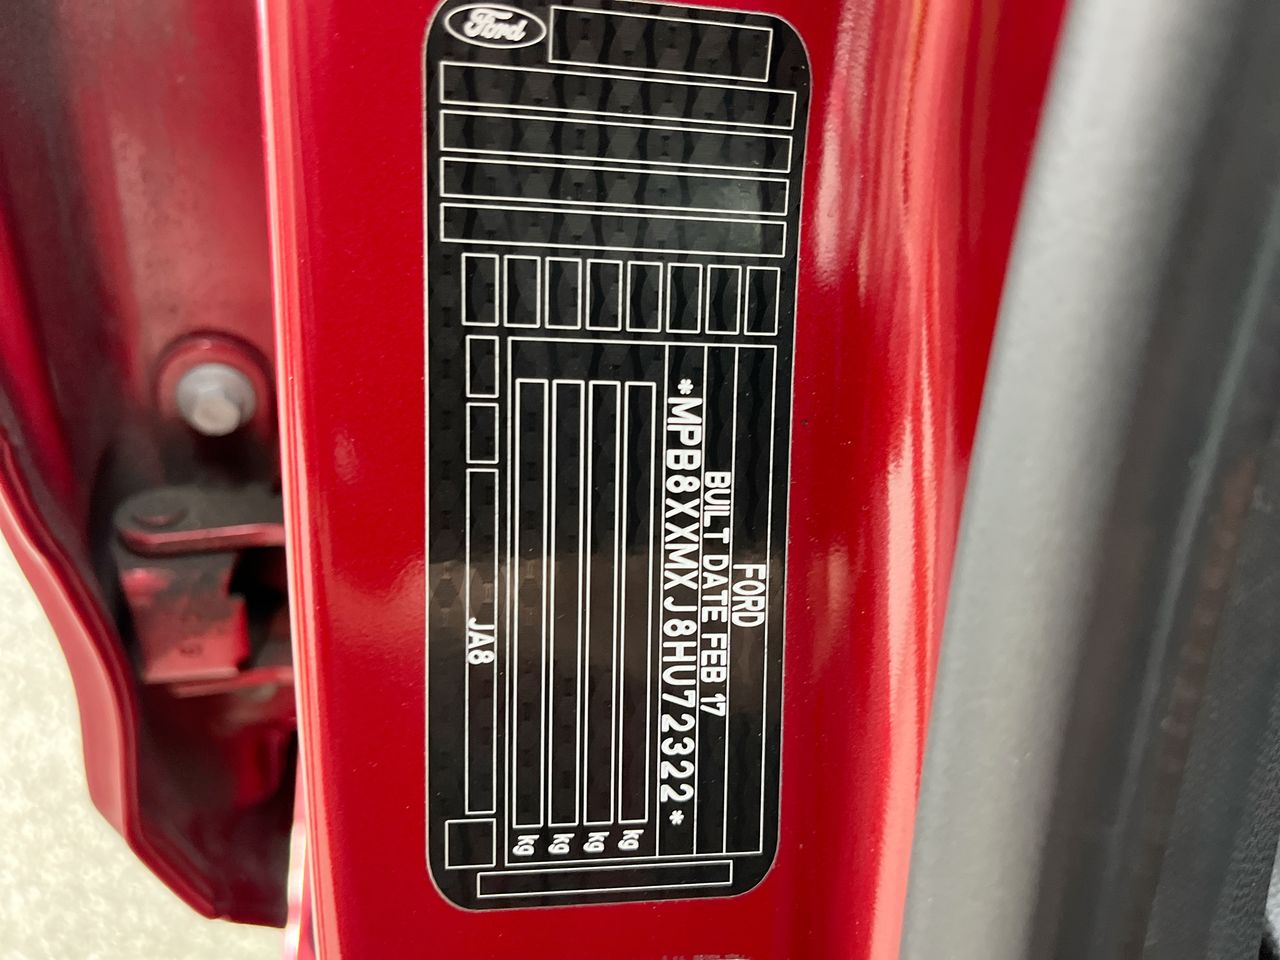 Ford
FORD
BUILT DATE FEB 17
*MPB8XXMXJ8HU72322*
kg
kg
kg
kg
JA8